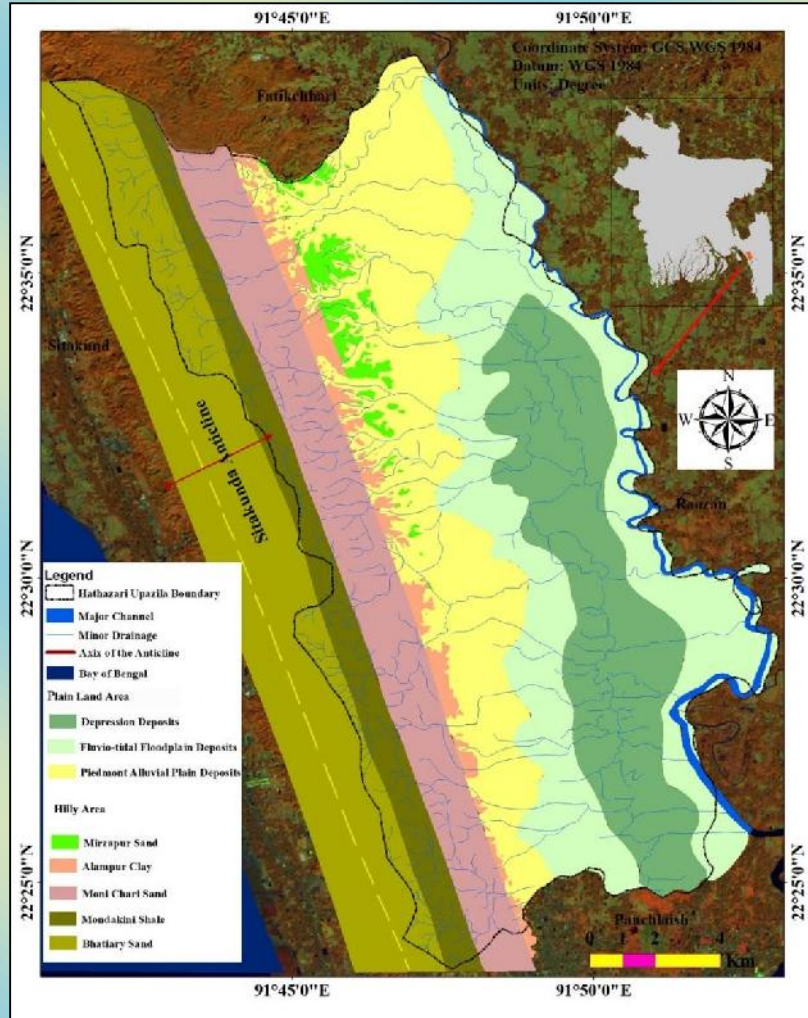 91°45'0"E
91°50'0"E
Coordinate System: GCS WGS 1984
Datum: WGS 1984
Units: Degree
Fatikchhari
22°35'0"N
22°35'0"N
Sitakund
N
W
E
S
Sitakunda Anticline
Rauzan
22°30'0"N
22°30'0"N
Legend
Hathazari Upazila Boundary
Major Channel
Minor Drainage
Axis of the Anticline
Bay of Bengal
Plain Land Area
Depression Deposits
Fluvio-tidal Floodplain Deposits
Piedmont Alluvial Plain Deposits
Hilly Area
Mirzapur Sand
Alampur Clay
Moni Chari Sand
Mondakini Shale
Bhatiary Sand
22°25'0"N
22°25'0"N
Panchlaish
0 1 2 4
Km
91°45'0"E
91°50'0"E